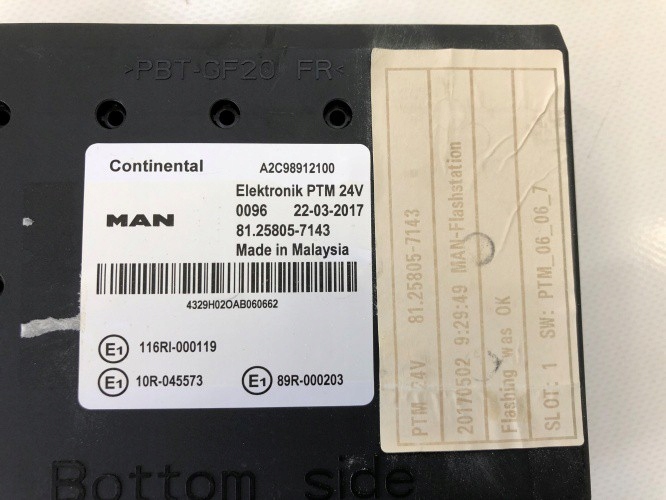 >PBT-GF20 FR<
Continental A2C98912100
Elektronik PTM 24V
MAN 0096 22-03-2017
81.25805-7143
Made in Malaysia
4329H02OAB060662
E1 116RI-000119
E1 10R-045573 E1 89R-000203
PTM 24V 81.25805-7143
20170502 9:29:49 MAN-Flashstation
Flashing was OK
SLOT: 1 SW: PTM_06_06_7
Bottom side